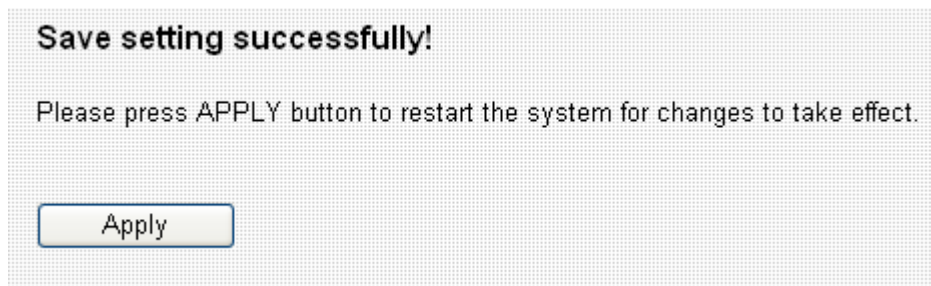 Save setting successfully!
Please press APPLY button to restart the system for changes to take effect.
Apply